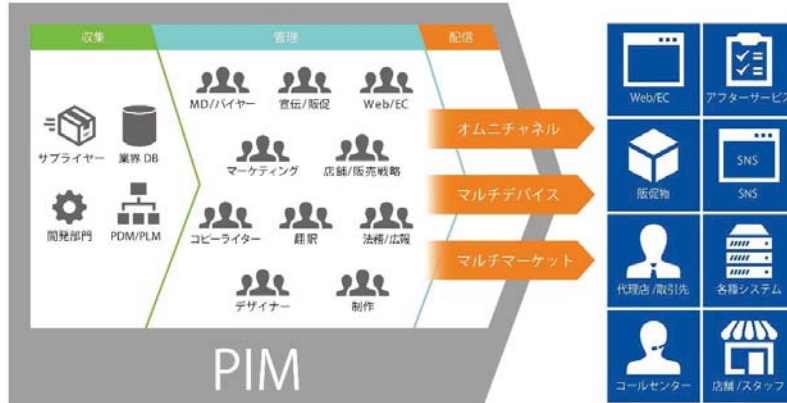 収集
管理
配信
サプライヤー
業界 DB
開発部門
PDM/PLM
MD/バイヤー
宣伝/販促
Web/EC
マーケティング
店舗/販売戦略
コピーライター
翻訳
法務/広報
デザイナー
制作
オムニチャネル
マルチデバイス
マルチマーケット
PIM
Web/EC
アフターサービス
販促物
SNS
SNS
代理店/取引先
各種システム
コールセンター
店舗/スタッフ